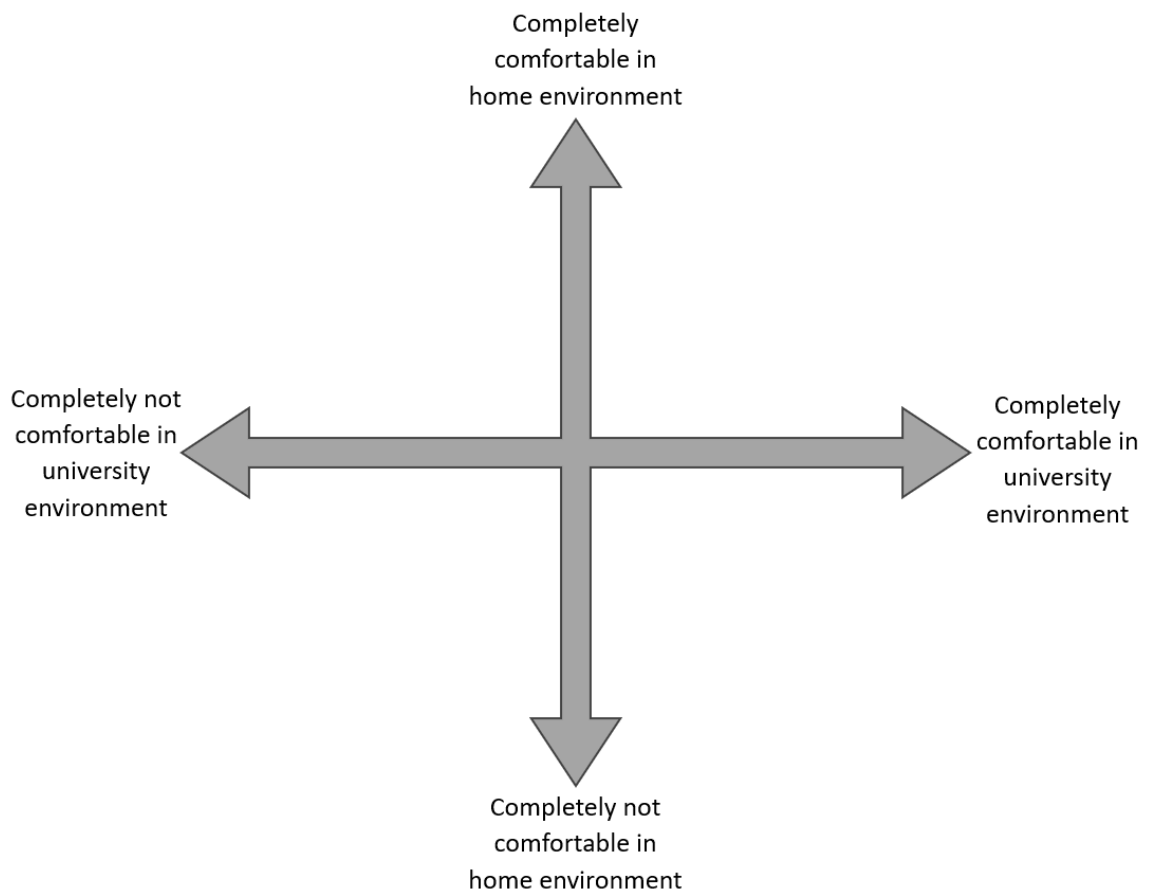 Completely
comfortable in
home environment
Completely not
comfortable in
university
environment
Completely
comfortable in
university
environment
Completely not
comfortable in
home environment